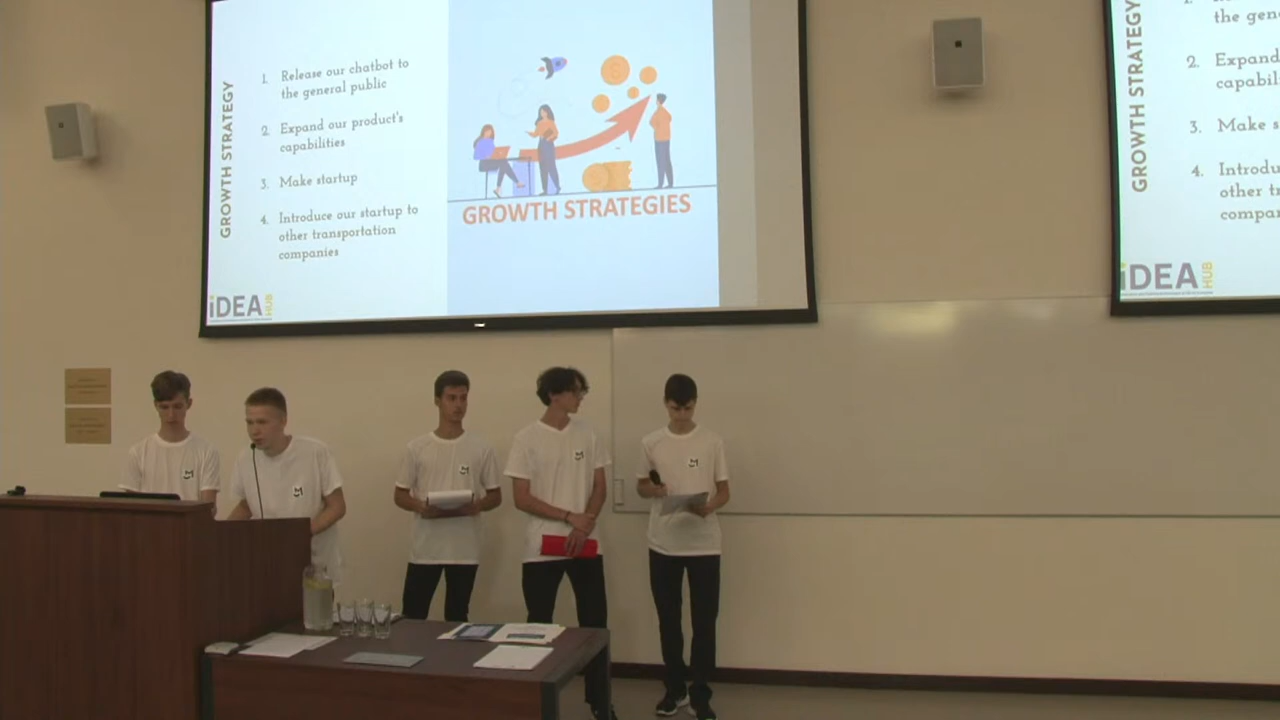 GROWTH STRATEGY
1. Release our chatbot to
the general public
2. Expand our product's
capabilities
3. Make startup
4. Introduce our startup to
other transportation
companies
GROWTH STRATEGIES
iDEA HUB
GROWTH STRATEGY
the gen
2. Expand
capabil
3. Make s
4. Introdu
other tr
compan
iDEA HUB